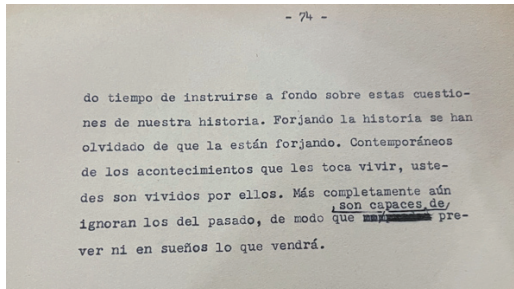 - 74 -
do tiempo de instruirse a fondo sobre estas cuestio-
nes de nuestra historia. Forjando la historia se han
olvidado de que la están forjando. Contemporáneos
de los acontecimientos que les toca vivir, uste-
des son vividos por ellos. Más completamente aún
son capaces de
ignoran los del pasado, de modo que pre-
ver ni en sueños lo que vendrá.